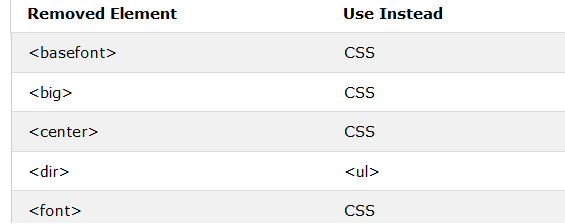 Removed Element Use Instead
<basefont> CSS
<big> CSS
<center> CSS
<dir> <ul>
<font> CSS